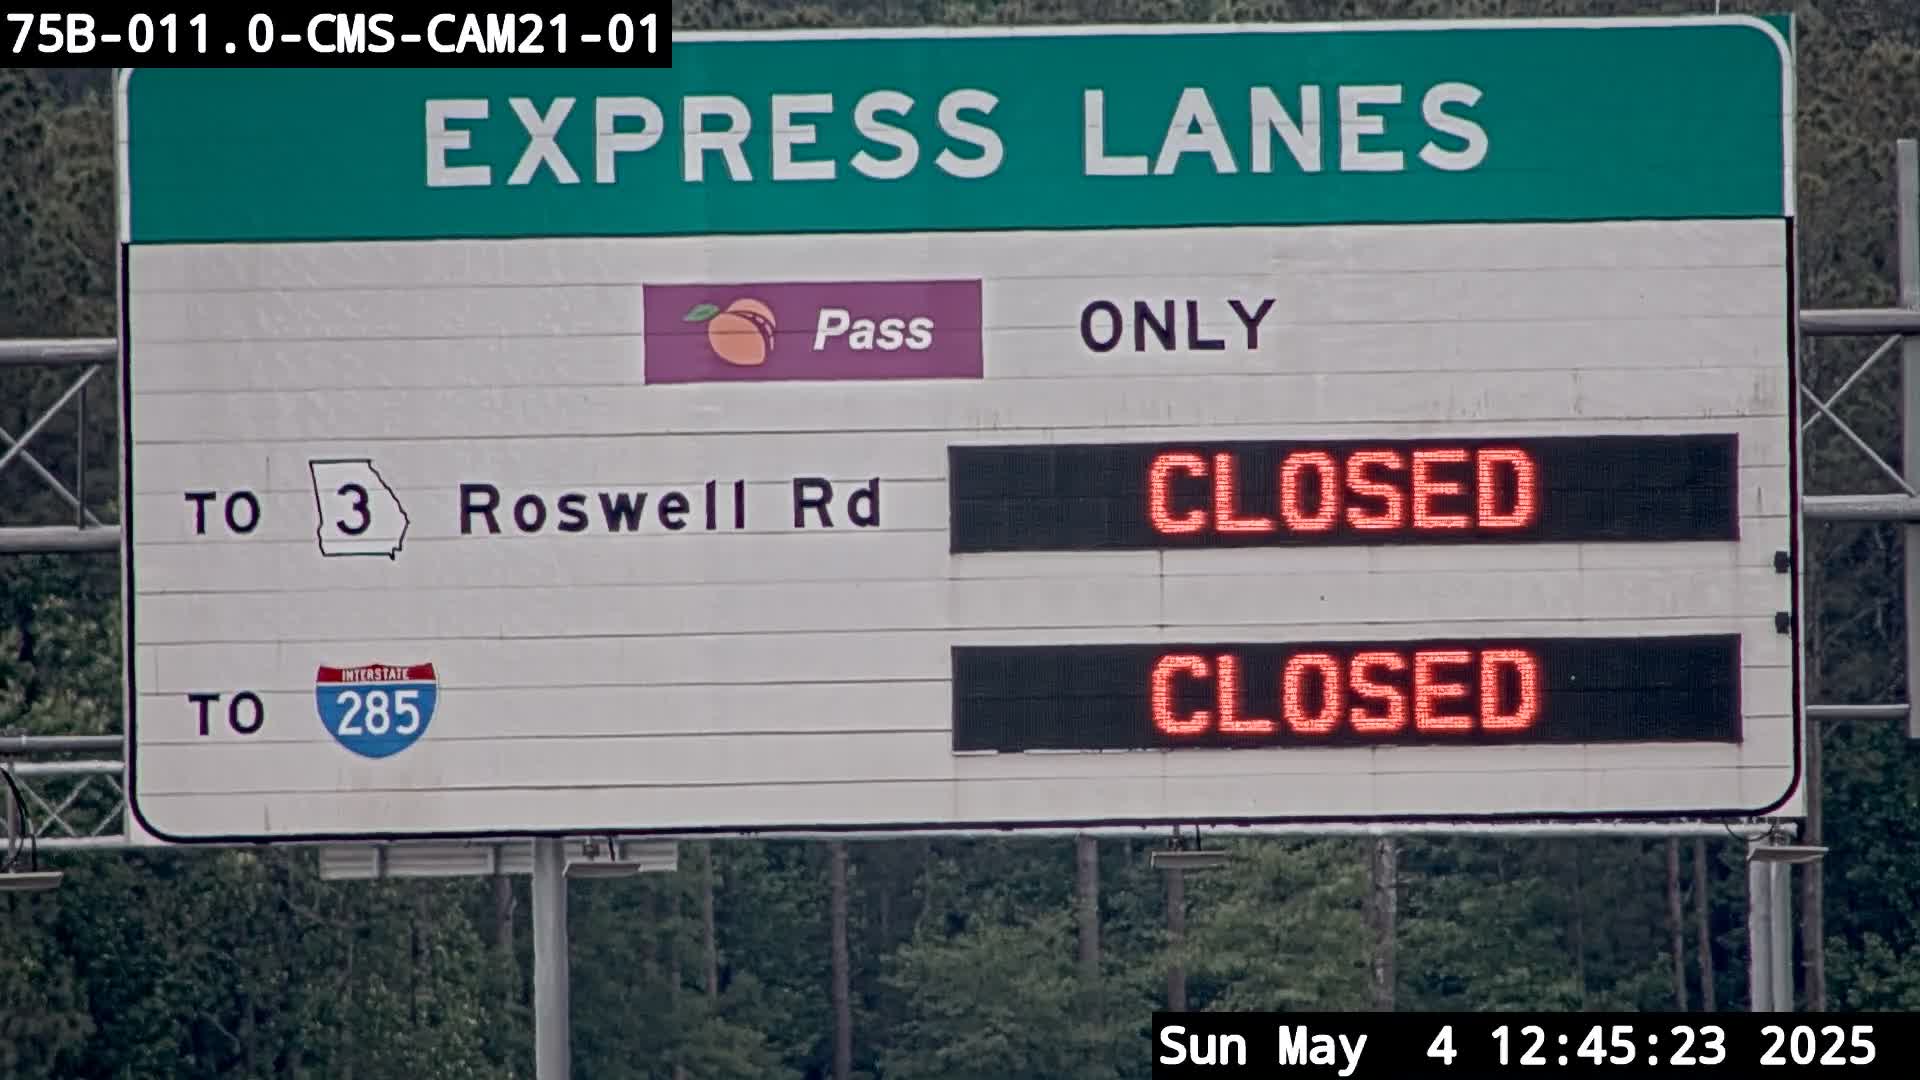 75B-011.0-CMS-CAM21-01
EXPRESS LANES
Pass ONLY
TO 3 Roswell Rd CLOSED
TO INTERSTATE 285 CLOSED
Sun May 4 12:45:23 2025